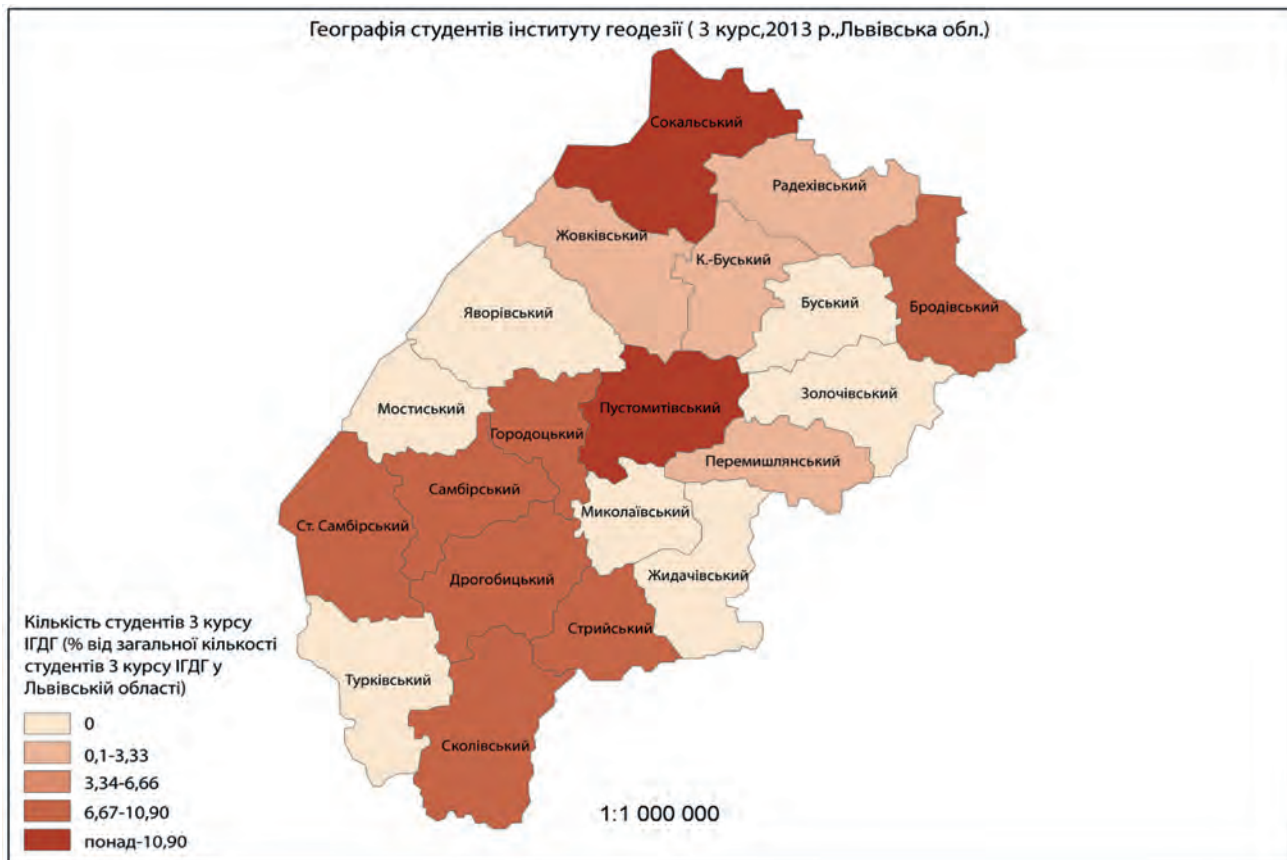 Географія студентів інституту геодезії ( 3 курс,2013 р.,Львівська обл.)
Сокальський
Радехівський
Жовківський
К.-Буський
Буський
Бродівський
Яворівський
Золочівський
Мостиський
Пустомитівський
Городоцький
Перемишлянський
Самбірський
Миколаївський
Ст. Самбірський
Дрогобицький
Жидачівський
Стрийський
Турківський
Сколівський
Кількість студентів 3 курсу
ІГДГ (% від загальної кількості
студентів 3 курсу ІГДГ у
Львівській області)
0
0,1-3,33
3,34-6,66
6,67-10,90
понад-10,90
1:1 000 000